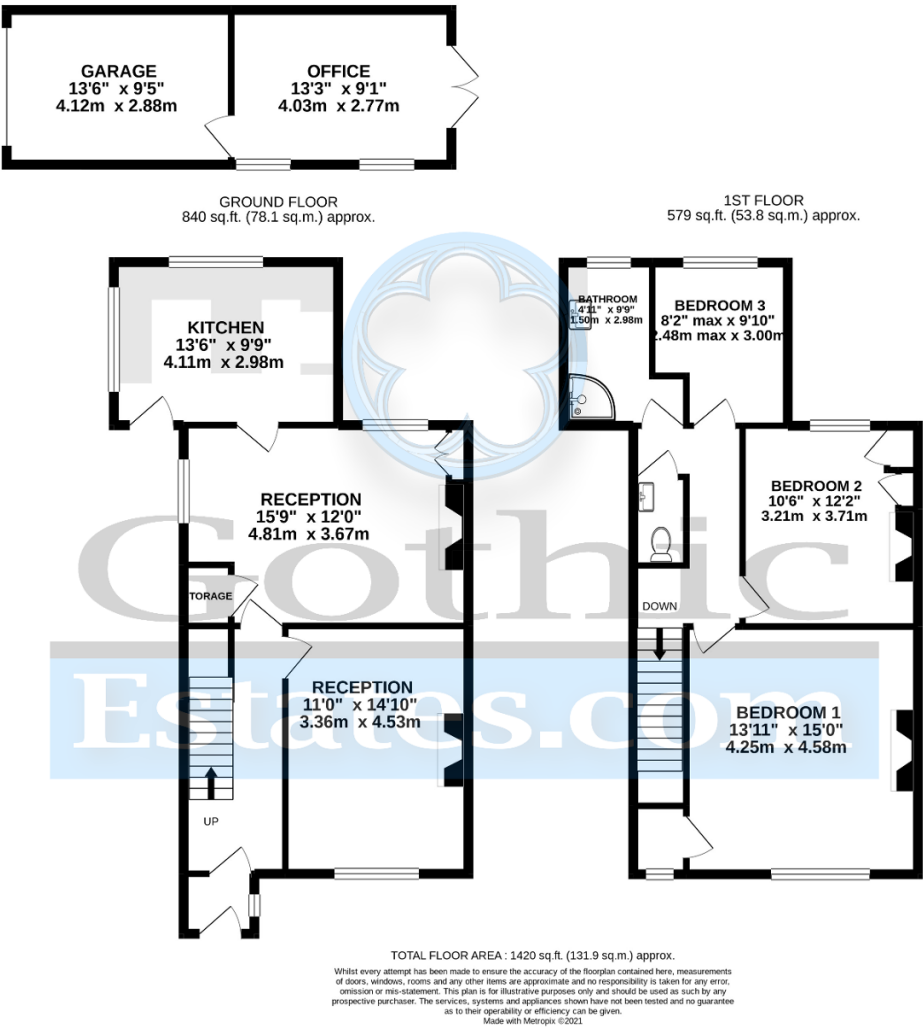 GARAGE
13'6" x 9'5"
4.12m x 2.88m
OFFICE
13'3" x 9'1"
4.03m x 2.77m
GROUND FLOOR
840 sq.ft. (78.1 sq.m.) approx.
1ST FLOOR
579 sq.ft. (53.8 sq.m.) approx.
KITCHEN
13'6" x 9'9"
4.11m x 2.98m
BATHROOM
4'11" x 9'9"
1.50m x 2.98m
BEDROOM 3
8'2" max x 9'10"
2.48m max x 3.00m
RECEPTION
15'9" x 12'0"
4.81m x 3.67m
BEDROOM 2
10'6" x 12'2"
3.21m x 3.71m
Gothic
TORAGE
DOWN
Estates.com
RECEPTION
11'0" x 14'10"
3.36m x 4.53m
BEDROOM 1
13'11" x 15'0"
4.25m x 4.58m
UP
TOTAL FLOOR AREA : 1420 sq.ft. (131.9 sq.m.) approx.
Whilst every attempt has been made to ensure the accuracy of the floorplan contained here, measurements
of doors, windows, rooms and any other items are approximate and no responsibility is taken for any error,
omission or mis-statement. This plan is for illustrative purposes only and should be used as such by any
prospective purchaser. The services, systems and appliances shown have not been tested and no guarantee
as to their operability or efficiency can be given.
Made with Metropix ©2021